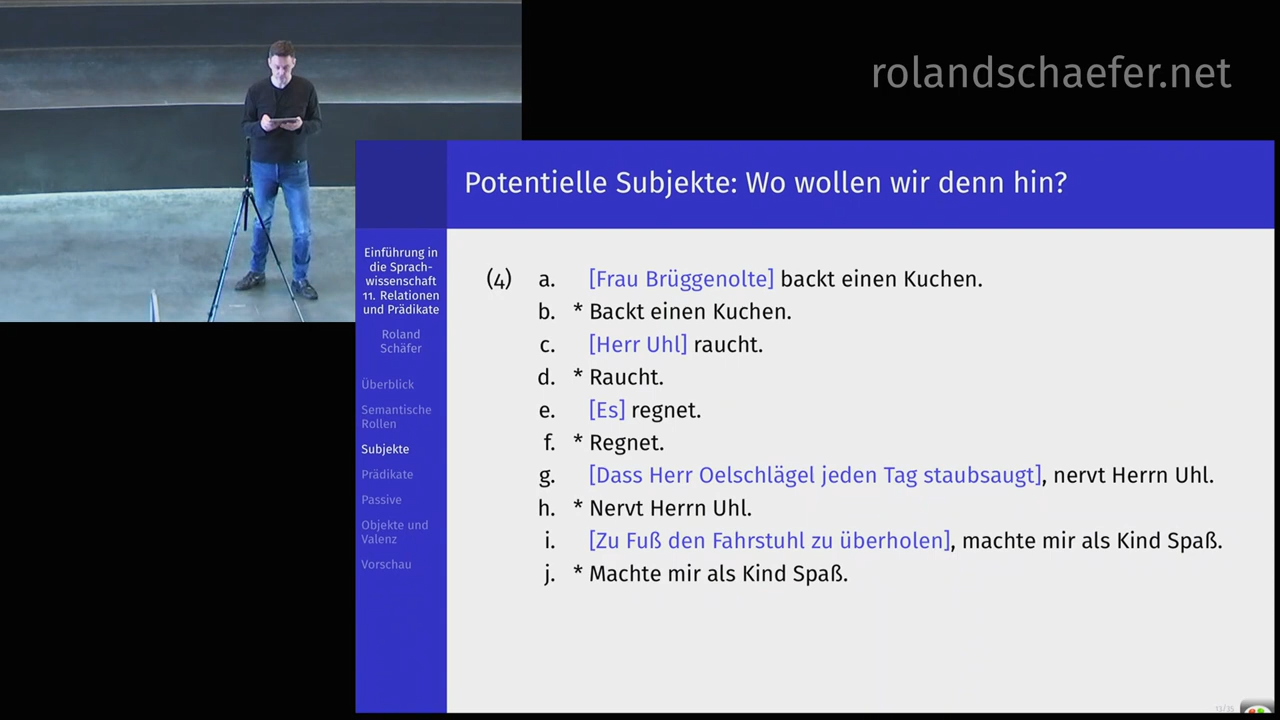 rolandschaefer.net
Potentielle Subjekte: Wo wollen wir denn hin?
Einführung in
die Sprach-
wissenschaft
11. Relationen
und Prädikate
Roland
Schäfer
Überblick
Semantische
Rollen
Subjekte
Prädikate
Passive
Objekte und
Valenz
Vorschau
(4) a. [Frau Brüggenolte] backt einen Kuchen.
b. * Backt einen Kuchen.
c. [Herr Uhl] raucht.
d. * Raucht.
e. [Es] regnet.
f. * Regnet.
g. [Dass Herr Oelschlägel jeden Tag staubsaugt], nervt Herrn Uhl.
h. * Nervt Herrn Uhl.
i. [Zu Fuß den Fahrstuhl zu überholen], machte mir als Kind Spaß.
j. * Machte mir als Kind Spaß.